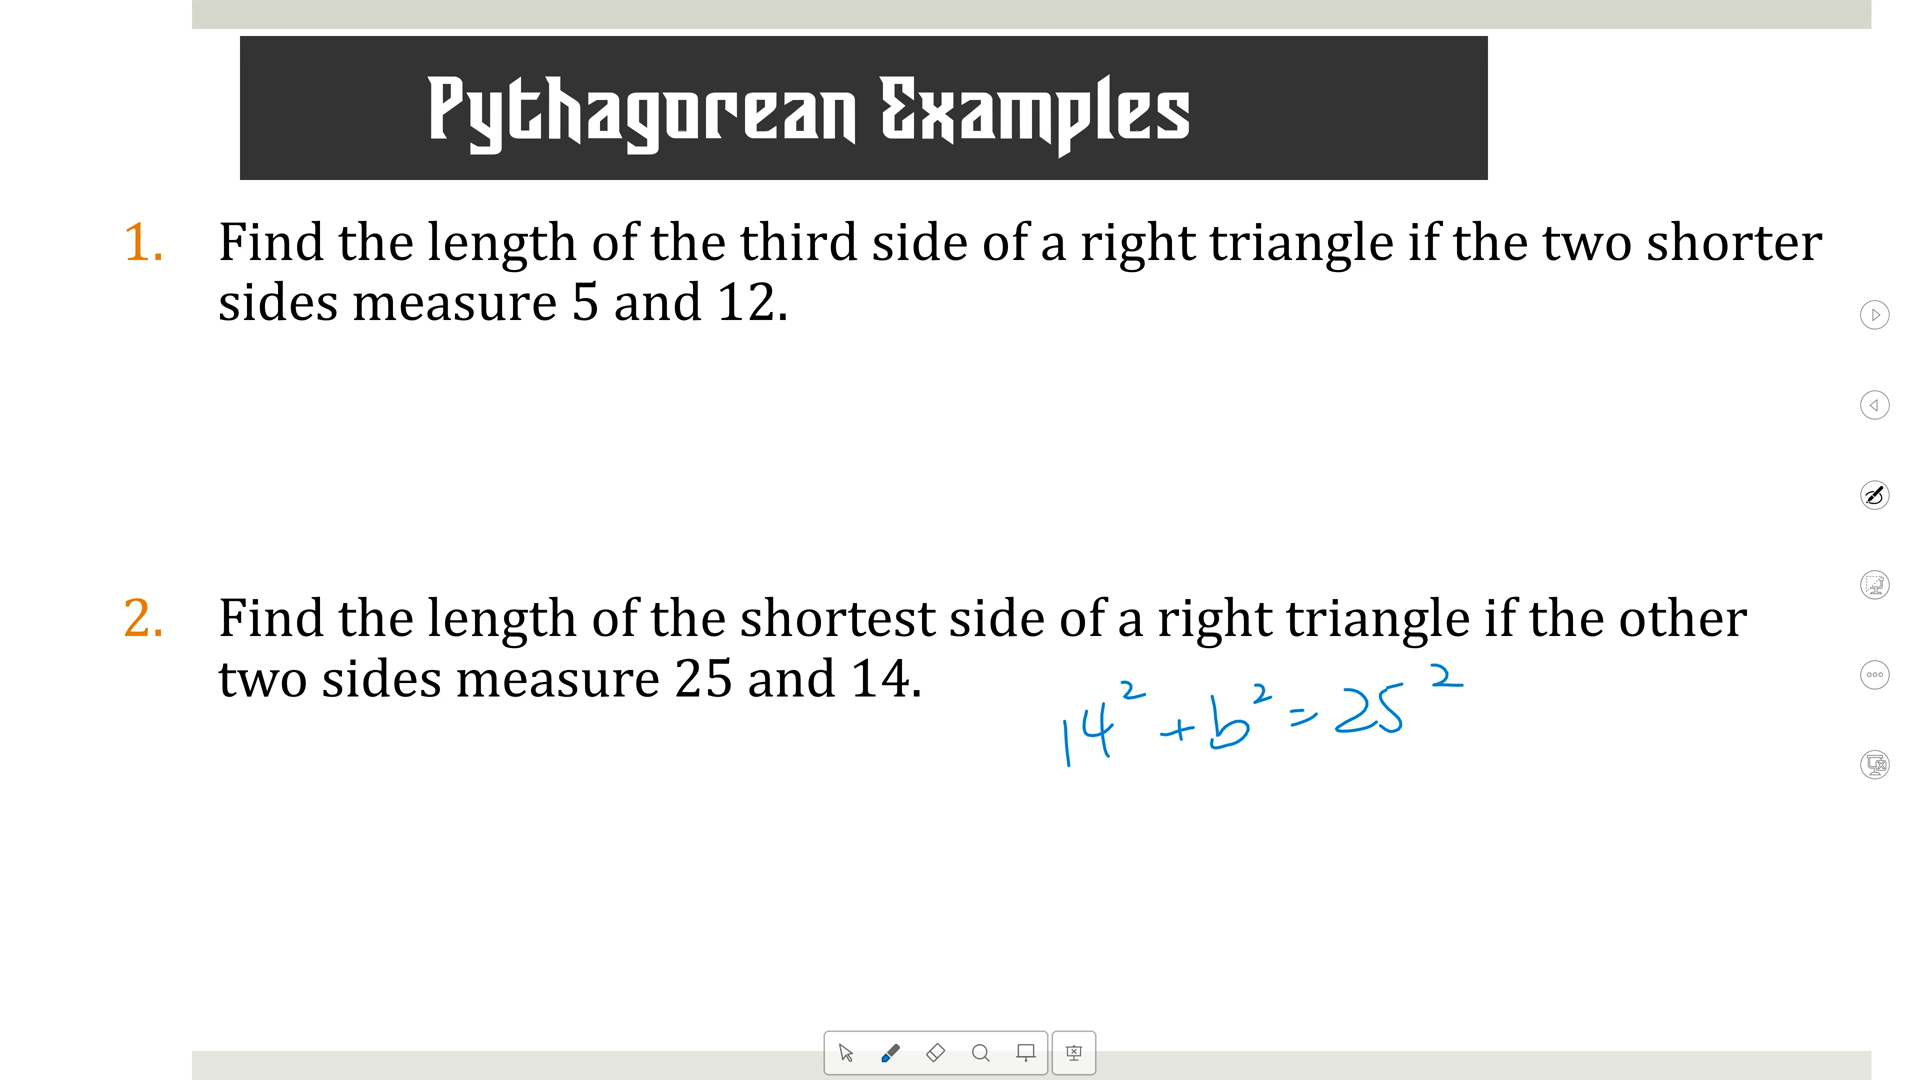 Pythagorean Examples
1. Find the length of the third side of a right triangle if the two shorter
sides measure 5 and 12.
2. Find the length of the shortest side of a right triangle if the other
two sides measure 25 and 14.
14² + b² = 25²